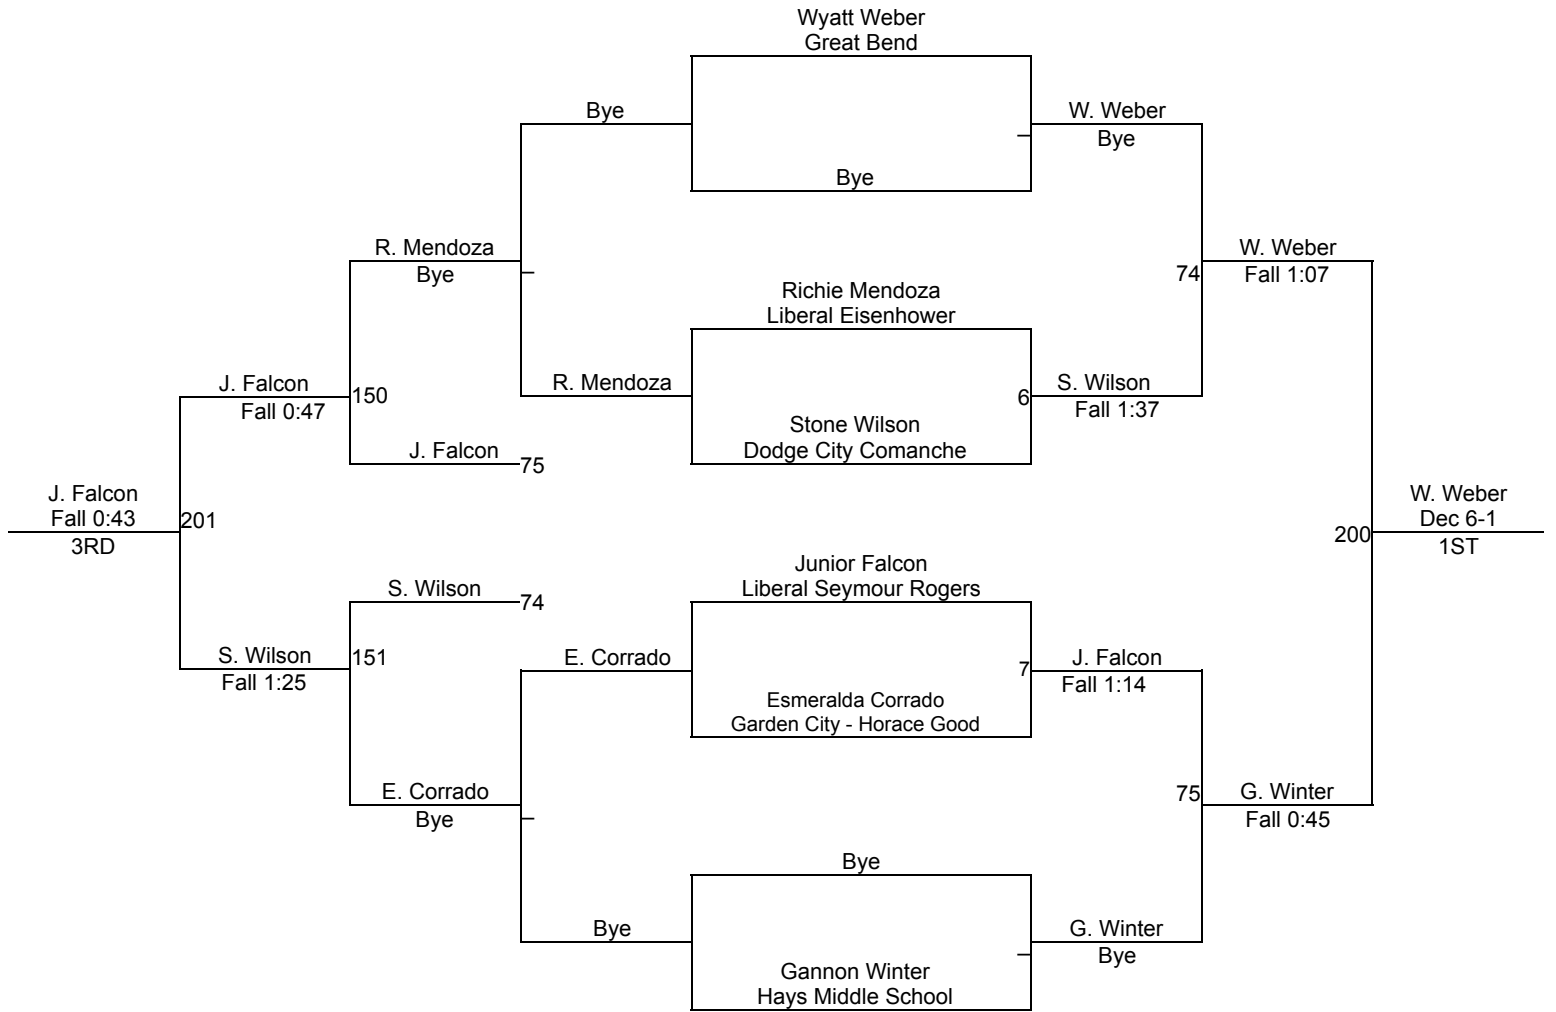 Wyatt Weber
Great Bend
Bye
W. Weber
Bye
Bye
R. Mendoza
Bye
W. Weber
Fall 1:07
74
Richie Mendoza
Liberal Eisenhower
J. Falcon
Fall 0:47
150
R. Mendoza
6
S. Wilson
Fall 1:37
Stone Wilson
Dodge City Comanche
J. Falcon
75
J. Falcon
Fall 0:43
3RD
201
200
W. Weber
Dec 6-1
1ST
Junior Falcon
Liberal Seymour Rogers
S. Wilson
74
S. Wilson
Fall 1:25
151
E. Corrado
7
J. Falcon
Fall 1:14
Esmeralda Corrado
Garden City - Horace Good
E. Corrado
Bye
75
G. Winter
Fall 0:45
Bye
Bye
G. Winter
Bye
Gannon Winter
Hays Middle School